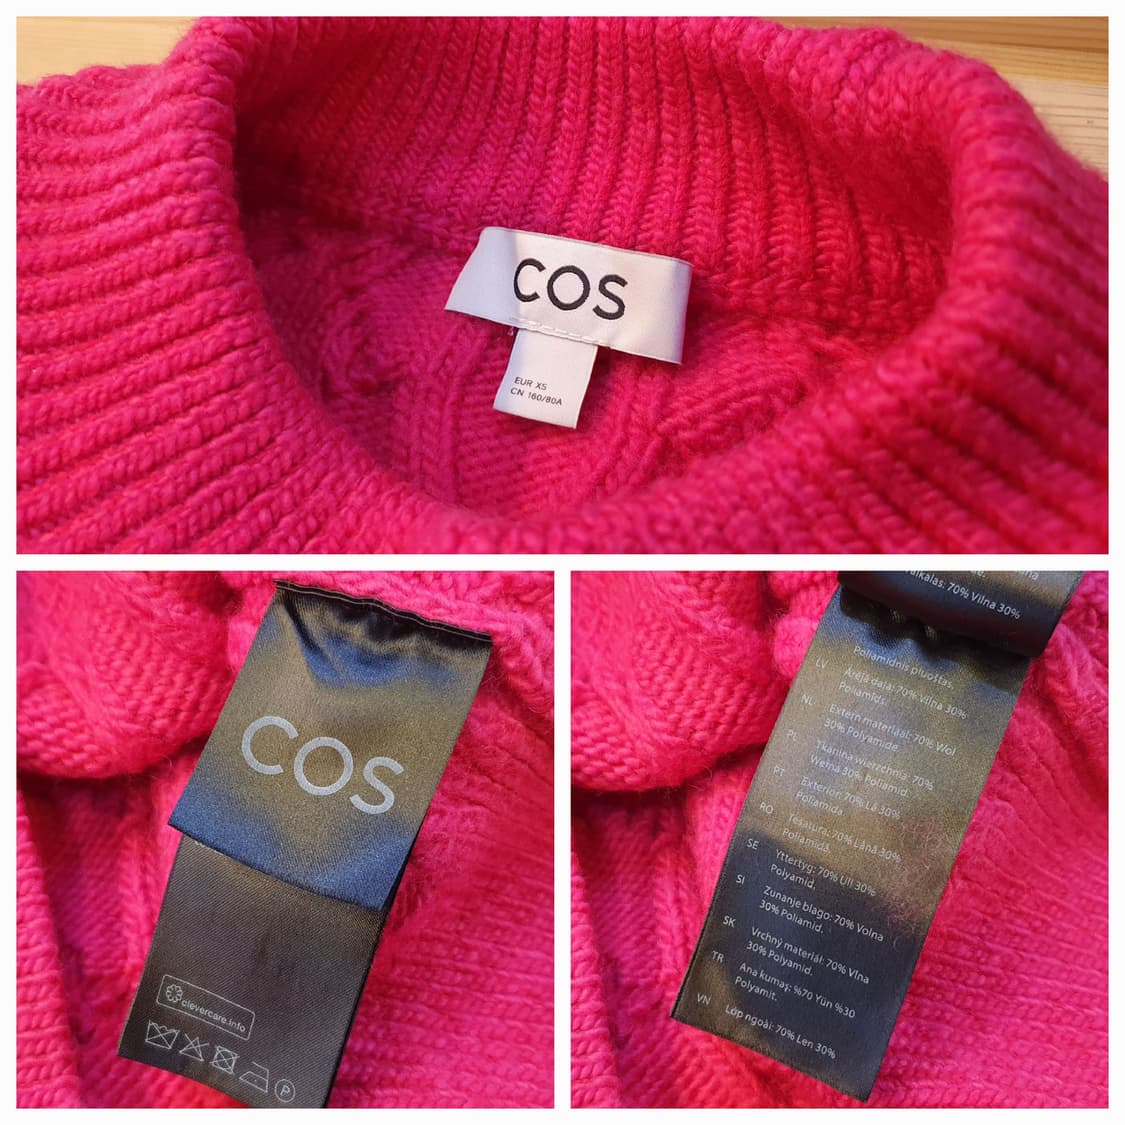 COS
EUR XS
CN 160/80A
COS
clevercare.info
P
70% Vilna 30%
Poliamidnis pluoštas.
LV Ārējā daļa: 70% Vilna 30%
Poliamīds.
NL Extern materiaal: 70% Wol
30% Polyamide
PL Tkanina wierzchnia: 70%
Wełna 30% Poliamid.
PT Exterior: 70% Lã 30%
Poliamida.
RO Țesatura: 70% Lână 30%
Poliamidă.
SE Yttertyg: 70% Ull 30%
Polyamid.
SI Zunanje blago: 70% Volna
30% Poliamid.
SK Vrchný materiál: 70% Vlna
30% Polyamid.
TR Ana kumaş: %70 Yün %30
Polyamit.
VN Lớp ngoài: 70% Len 30%